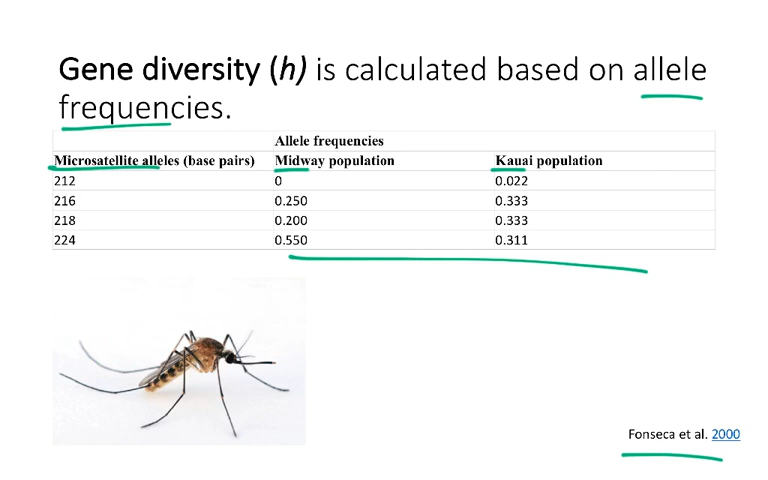 Gene diversity (h) is calculated based on allele
frequencies.
Allele frequencies
Microsatellite alleles (base pairs) Midway population Kauai population
212 0 0.022
216 0.250 0.333
218 0.200 0.333
224 0.550 0.311
Fonseca et al. 2000